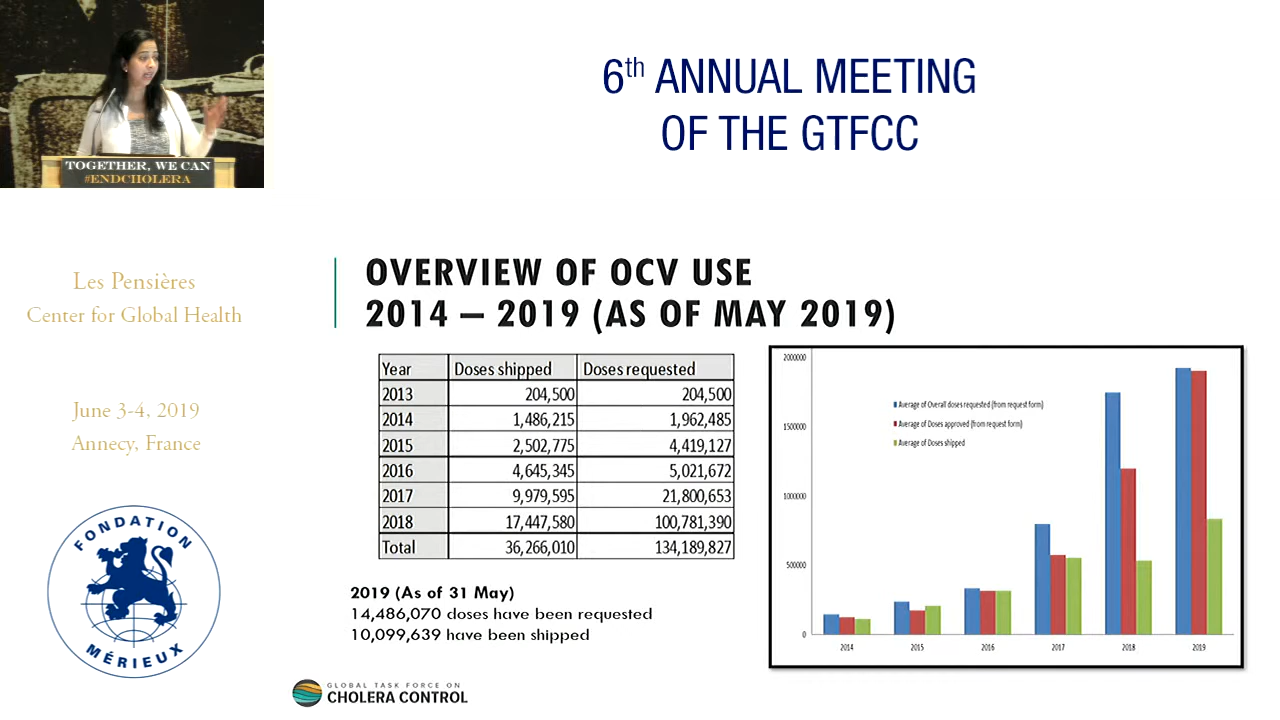 TOGETHER, WE CAN
#ENDCHOLERA
6th ANNUAL MEETING
OF THE GTFCC
Les Pensières
Center for Global Health
June 3-4, 2019
Annecy, France
FONDATION
MÉRIEUX
OVERVIEW OF OCV USE
2014 – 2019 (AS OF MAY 2019)
Year Doses shipped Doses requested
2013 204,500 204,500
2014 1,486,215 1,962,485
2015 2,502,775 4,419,127
2016 4,645,345 5,021,672
2017 9,979,595 21,800,653
2018 17,447,580 100,781,390
Total 36,266,010 134,189,827
2019 (As of 31 May)
14,486,070 doses have been requested
10,099,639 have been shipped
2000000
1500000
1000000
500000
0
Average of Overall doses requested (from request form)
Average of Doses approved (from request form)
Average of Doses shipped
2014 2015 2016 2017 2018 2019
GLOBAL TASK FORCE ON
CHOLERA CONTROL